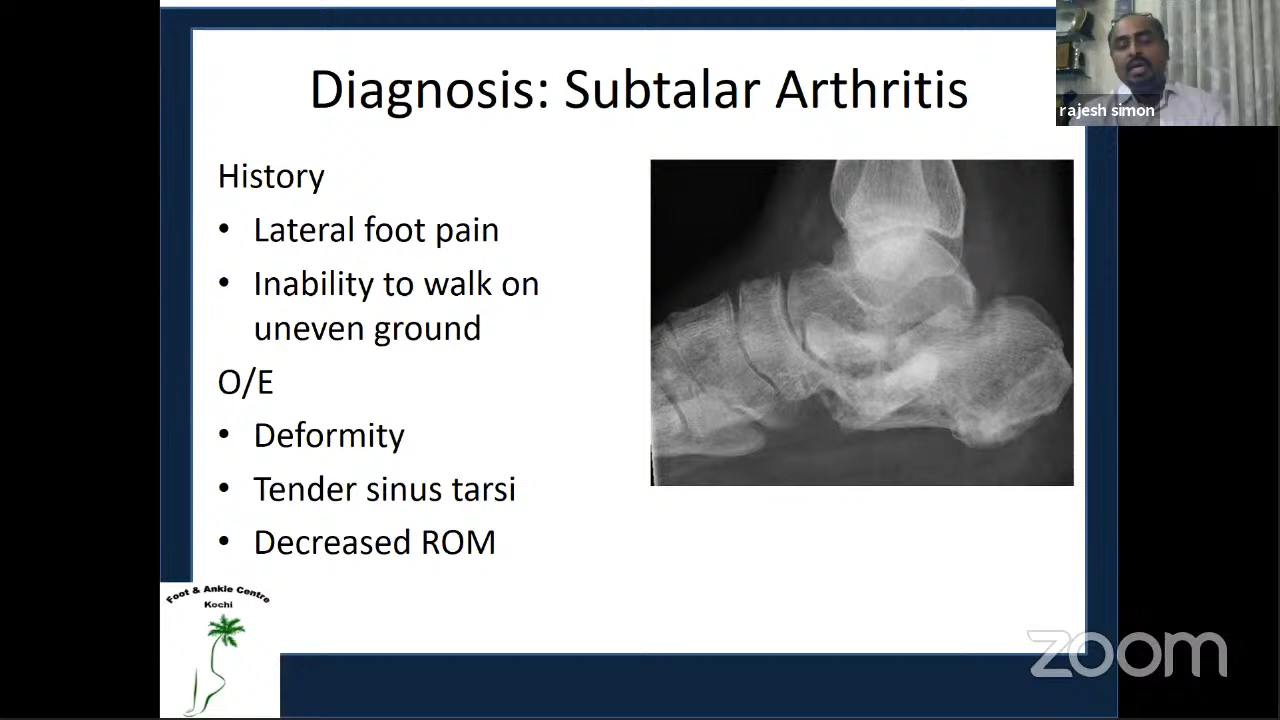 Diagnosis: Subtalar Arthritis
rajesh simon
History
• Lateral foot pain
• Inability to walk on
uneven ground
O/E
• Deformity
• Tender sinus tarsi
• Decreased ROM
Foot & Ankle Centre
Kochi
zoom